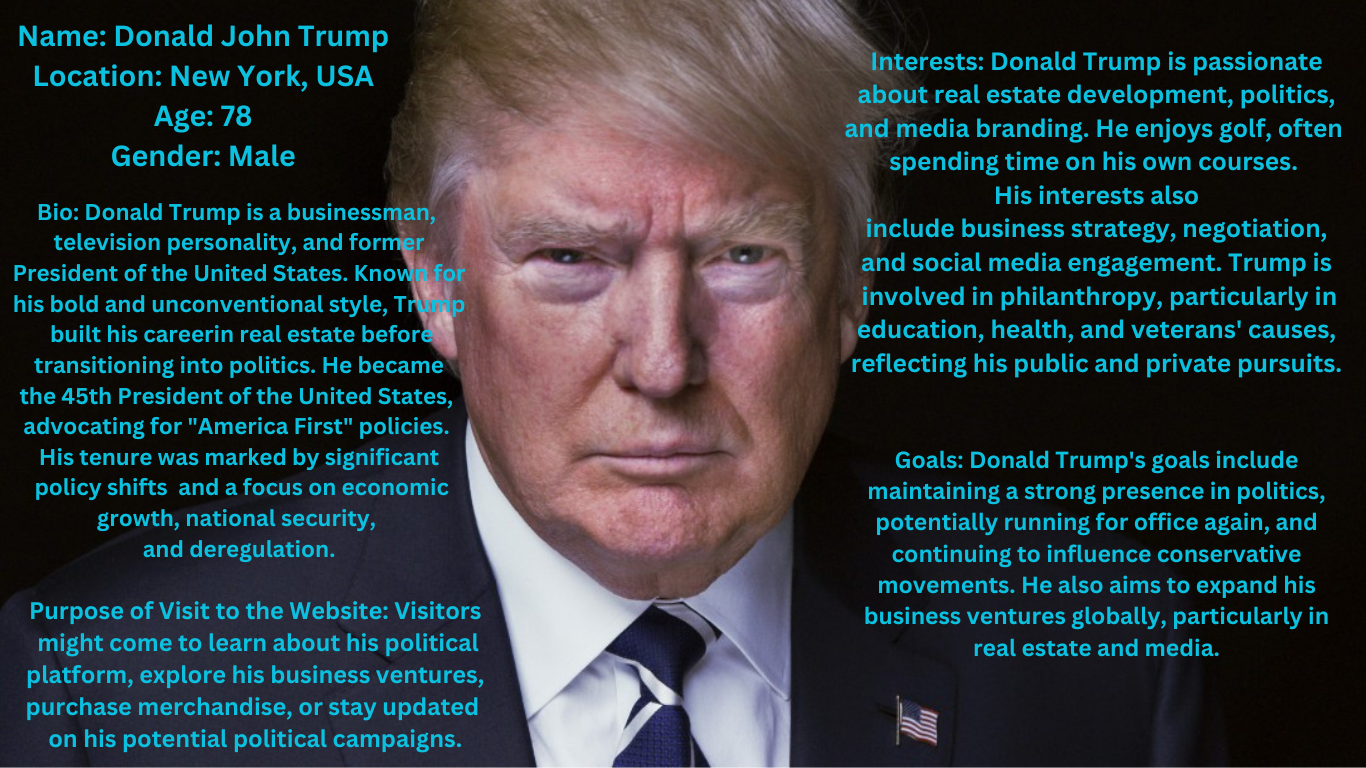 Name: Donald John Trump
Location: New York, USA
Age: 78
Gender: Male
Bio: Donald Trump is a businessman,
television personality, and former
President of the United States. Known for
his bold and unconventional style, Trump
built his careerin real estate before
transitioning into politics. He became
the 45th President of the United States,
advocating for "America First" policies.
His tenure was marked by significant
policy shifts  and a focus on economic
growth, national security,
and deregulation.
Purpose of Visit to the Website: Visitors
might come to learn about his political
platform, explore his business ventures,
purchase merchandise, or stay updated
on his potential political campaigns.
Interests: Donald Trump is passionate
about real estate development, politics,
and media branding. He enjoys golf, often
spending time on his own courses.
His interests also
include business strategy, negotiation,
and social media engagement. Trump is
involved in philanthropy, particularly in
education, health, and veterans' causes,
reflecting his public and private pursuits.
Goals: Donald Trump's goals include
maintaining a strong presence in politics,
potentially running for office again, and
continuing to influence conservative
movements. He also aims to expand his
business ventures globally, particularly in
real estate and media.